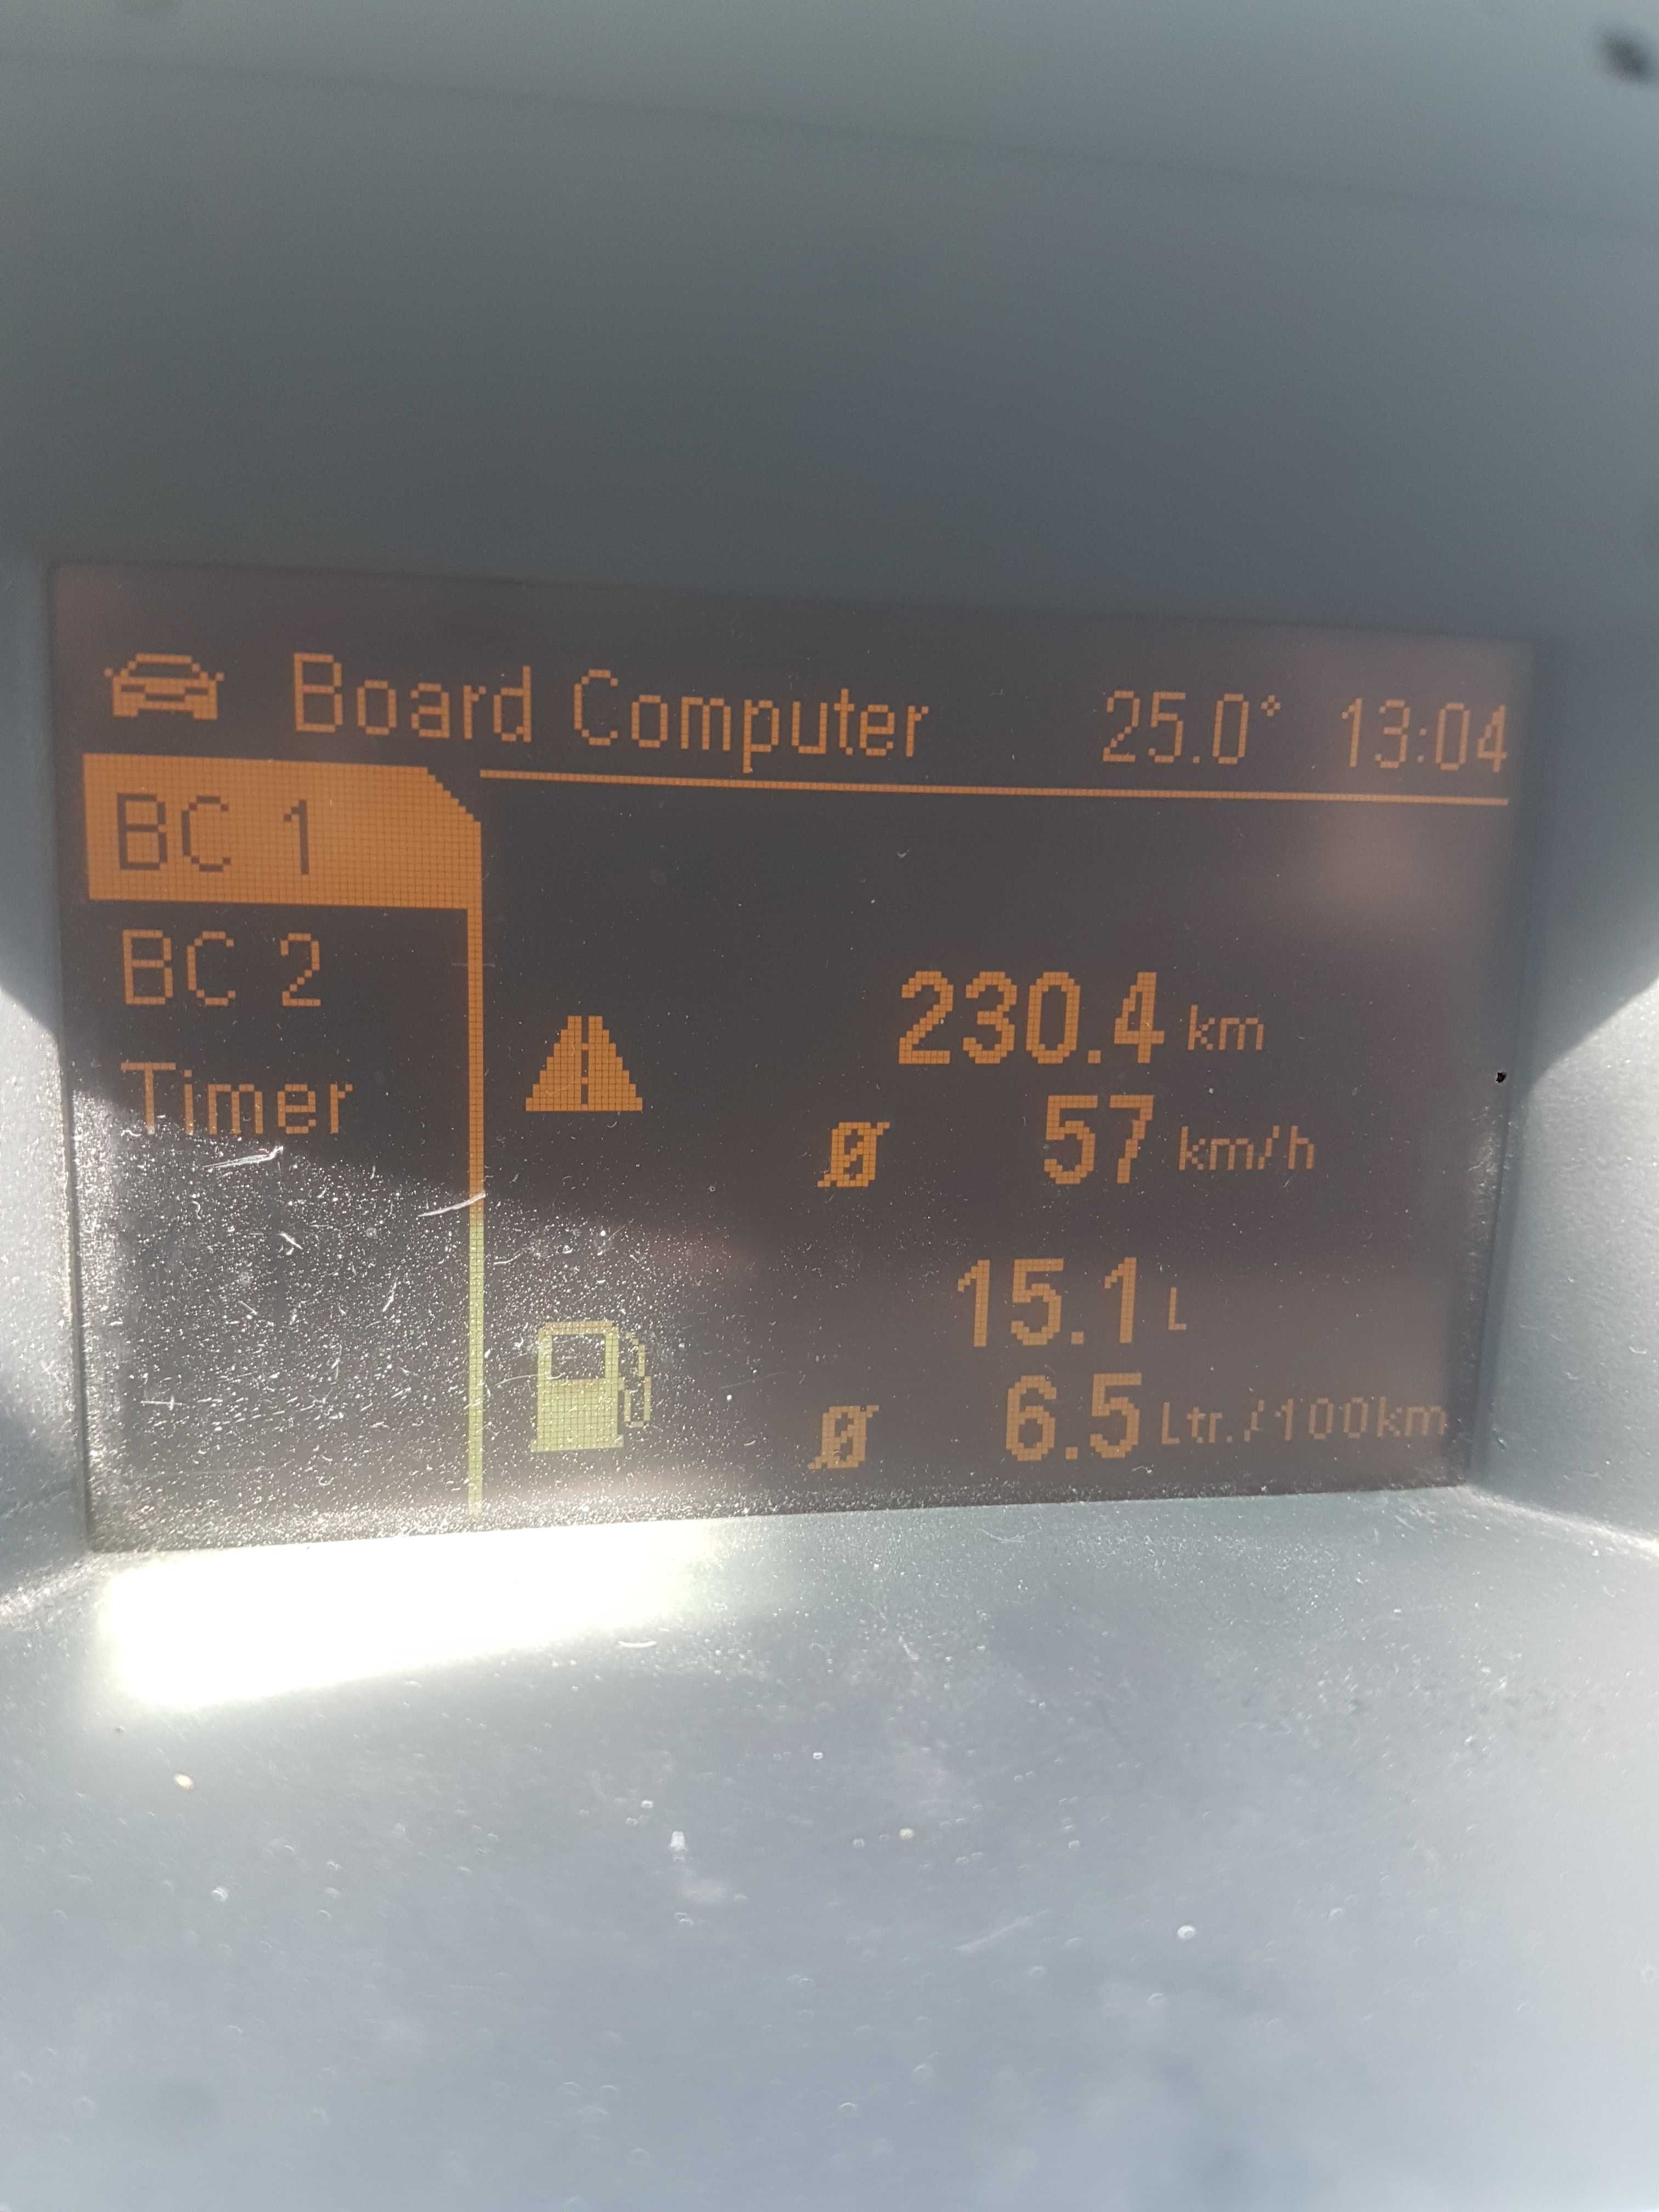 Board Computer 25.0° 13:04
BC 1
BC 2
Timer
230.4 km
Ø 57 km/h
15.1 L
Ø 6.5 Ltr./100km